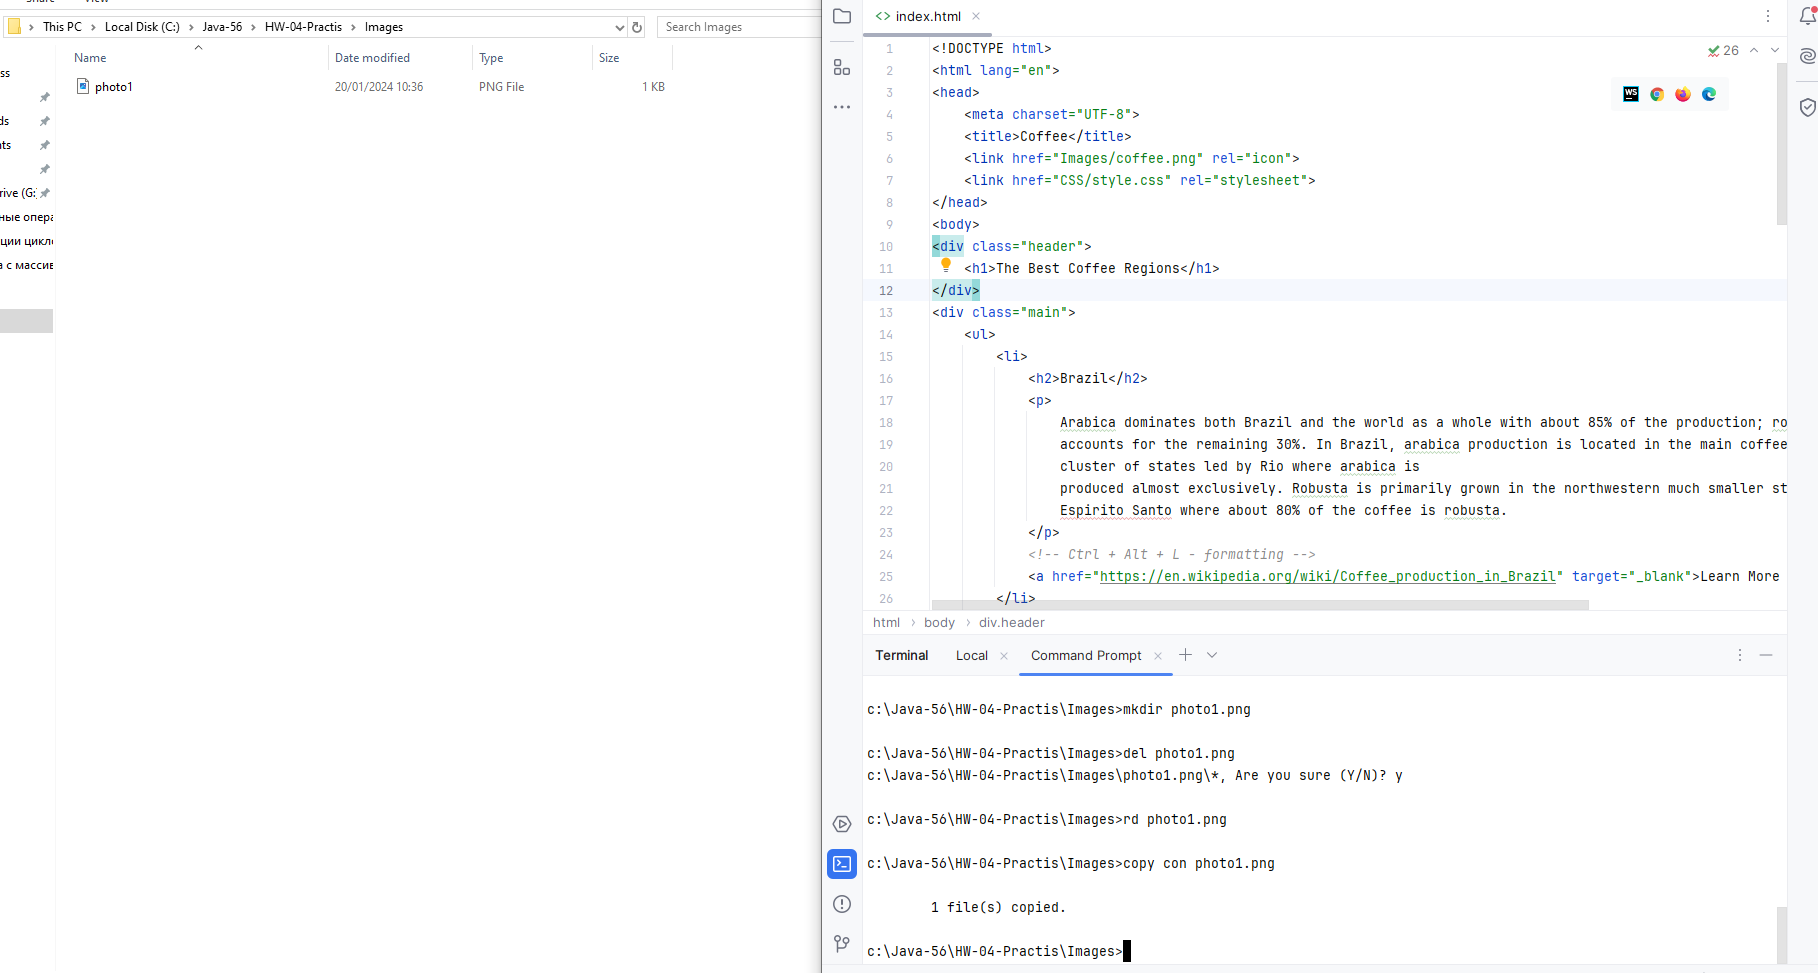 This PC > Local Disk (C:) > Java-56 > HW-04-Practis > Images
Search Images
Name Date modified Type Size
photo1 20/01/2024 10:36 PNG File 1 KB
ss
ds
nts
rive (G:
ные опера
ции цикло
а с массив
index.html
26
1 <!DOCTYPE html>
2 <html lang="en">
3 <head>
4 <meta charset="UTF-8">
5 <title>Coffee</title>
6 <link href="Images/coffee.png" rel="icon">
7 <link href="CSS/style.css" rel="stylesheet">
8 </head>
9 <body>
10 <div class="header">
11 <h1>The Best Coffee Regions</h1>
12 </div>
13 <div class="main">
14 <ul>
15 <li>
16 <h2>Brazil</h2>
17 <p>
18 Arabica dominates both Brazil and the world as a whole with about 85% of the production; ro
19 accounts for the remaining 30%. In Brazil, arabica production is located in the main coffee
20 cluster of states led by Rio where arabica is
21 produced almost exclusively. Robusta is primarily grown in the northwestern much smaller st
22 Espirito Santo where about 80% of the coffee is robusta.
23 </p>
24 <!-- Ctrl + Alt + L - formatting -->
25 <a href="https://en.wikipedia.org/wiki/Coffee_production_in_Brazil" target="_blank">Learn More
26 </li>
html > body > div.header
Terminal Local Command Prompt
c:\Java-56\HW-04-Practis\Images>mkdir photo1.png
c:\Java-56\HW-04-Practis\Images>del photo1.png
c:\Java-56\HW-04-Practis\Images\photo1.png\*, Are you sure (Y/N)? y
c:\Java-56\HW-04-Practis\Images>rd photo1.png
c:\Java-56\HW-04-Practis\Images>copy con photo1.png
1 file(s) copied.
c:\Java-56\HW-04-Practis\Images>